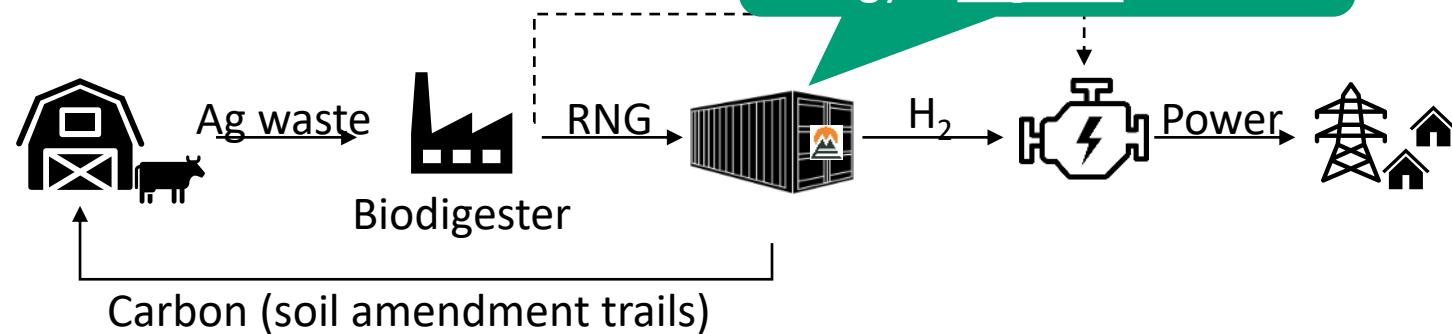 Ag waste
RNG
H₂
Power
Biodigester
Carbon (soil amendment trails)